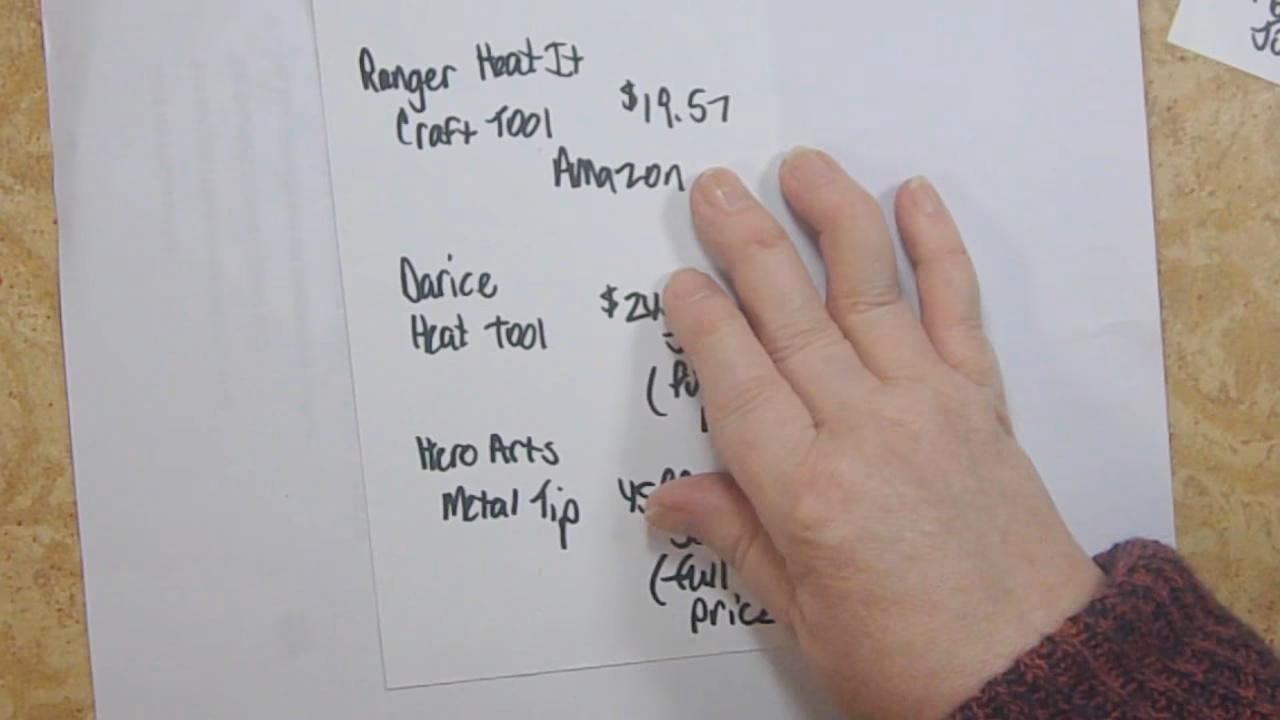 Ranger Heat It
Craft Tool $19.57
Amazon
Darice
Heat Tool
Hero Arts
Metal Tip
(full
price